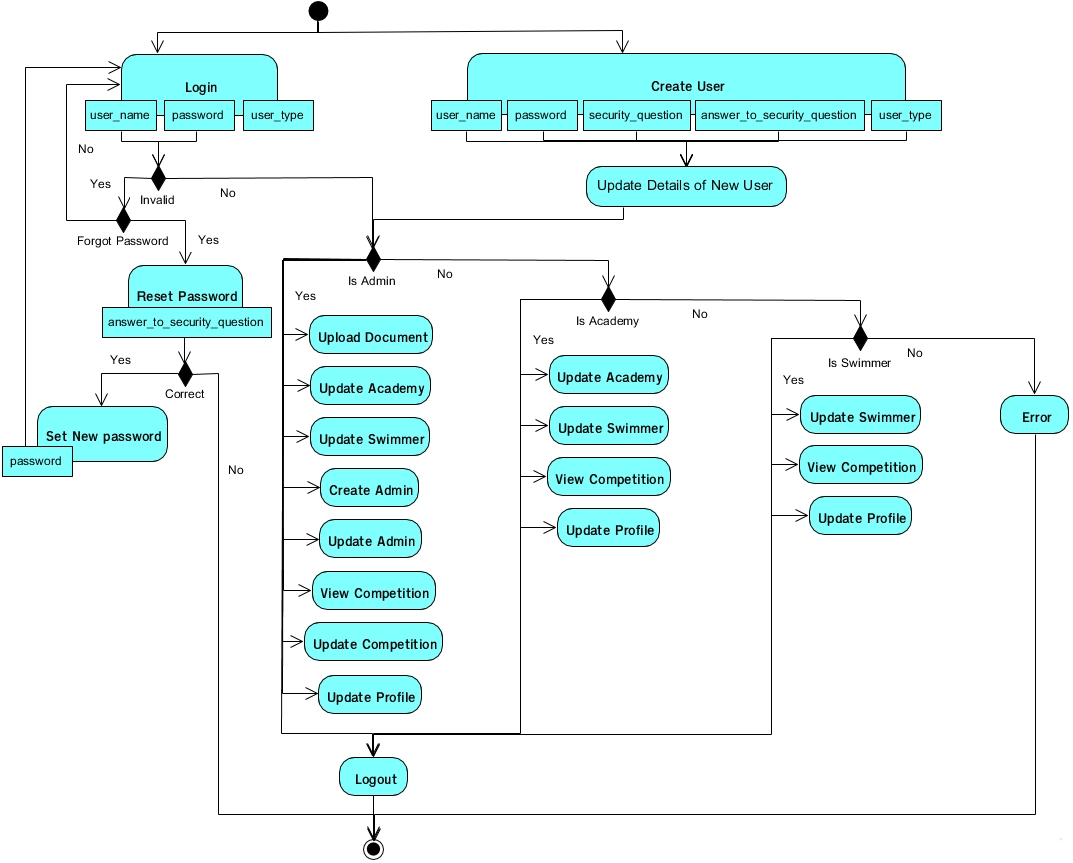 Login
Create User
user_name
password
user_type
user_name
password
security_question
answer_to_security_question
user_type
No
Yes
Invalid
No
Update Details of New User
Forgot Password
Yes
Is Admin
No
Reset Password
answer_to_security_question
Yes
Is Academy
No
Upload Document
Yes
Is Swimmer
No
Yes
Correct
Update Academy
Update Academy
Yes
Set New password
password
Update Swimmer
Update Swimmer
Update Swimmer
Error
No
Create Admin
View Competition
View Competition
Update Admin
Update Profile
Update Profile
View Competition
Update Competition
Update Profile
Logout